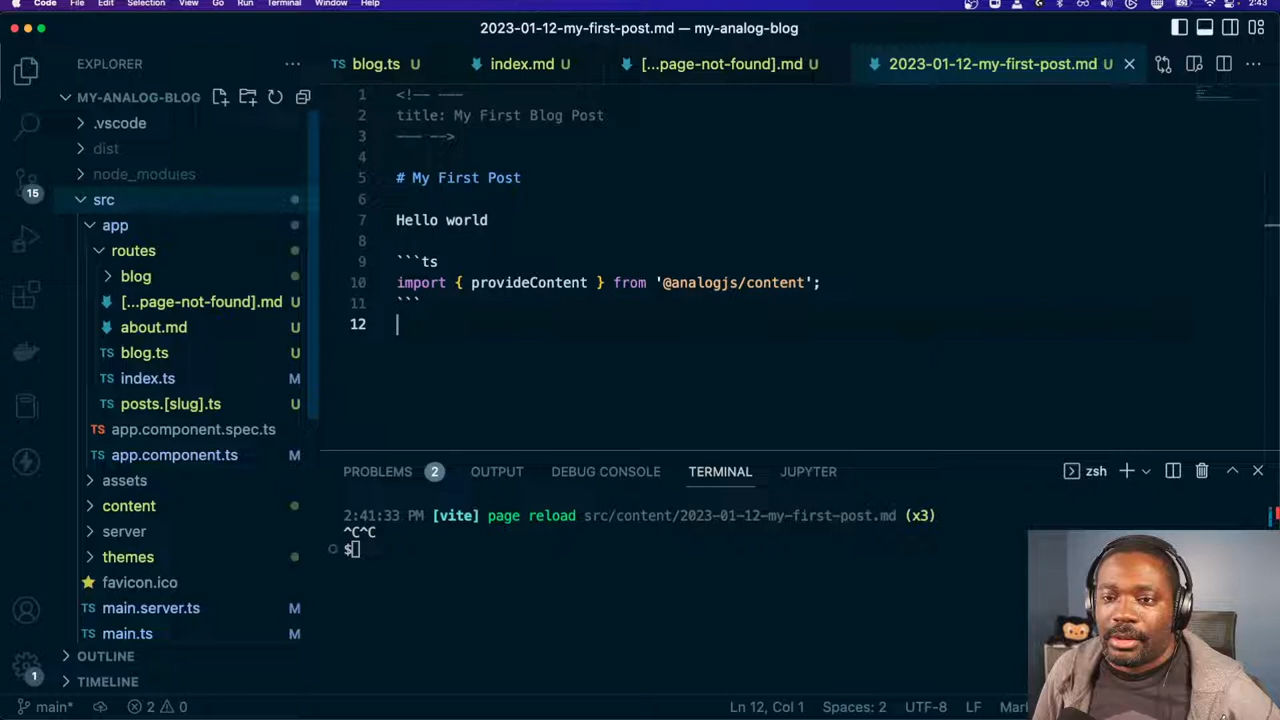 Code File Edit Selection View Go Run Terminal Window Help 2:43
2023-01-12-my-first-post.md — my-analog-blog
EXPLORER
MY-ANALOG-BLOG
.vscode
dist
node_modules
src
app
routes
blog
[...page-not-found].md U
about.md U
blog.ts U
index.ts M
posts.[slug].ts U
app.component.spec.ts
app.component.ts M
assets
content
server
themes
favicon.ico
main.server.ts M
main.ts M
OUTLINE
TIMELINE
15
1
TS blog.ts U index.md U [...page-not-found].md U 2023-01-12-my-first-post.md U
1 <!-- ---
2 title: My First Blog Post
3 --- -->
4
5 # My First Post
6
7 Hello world
8
9 ```ts
10 import { provideContent } from '@analogjs/content';
11 ```
12
PROBLEMS 2 OUTPUT DEBUG CONSOLE TERMINAL JUPYTER zsh
2:41:33 PM [vite] page reload src/content/2023-01-12-my-first-post.md (x3)
^C^C
$
main* 2 0 Ln 12, Col 1 Spaces: 2 UTF-8 LF